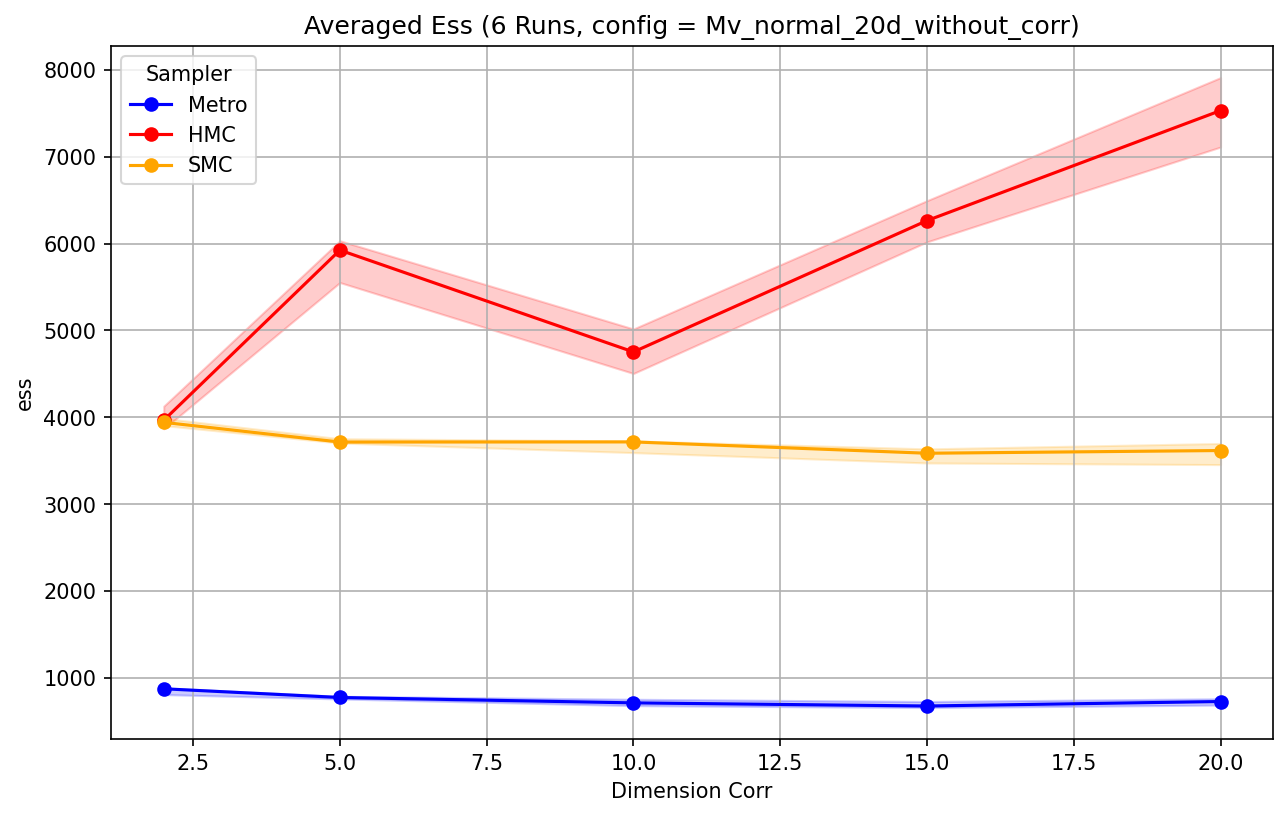 Averaged Ess (6 Runs, config = Mv_normal_20d_without_corr)
Sampler
Metro
HMC
SMC
8000
7000
6000
5000
4000
3000
2000
1000
ess
2.5 5.0 7.5 10.0 12.5 15.0 17.5 20.0
Dimension Corr